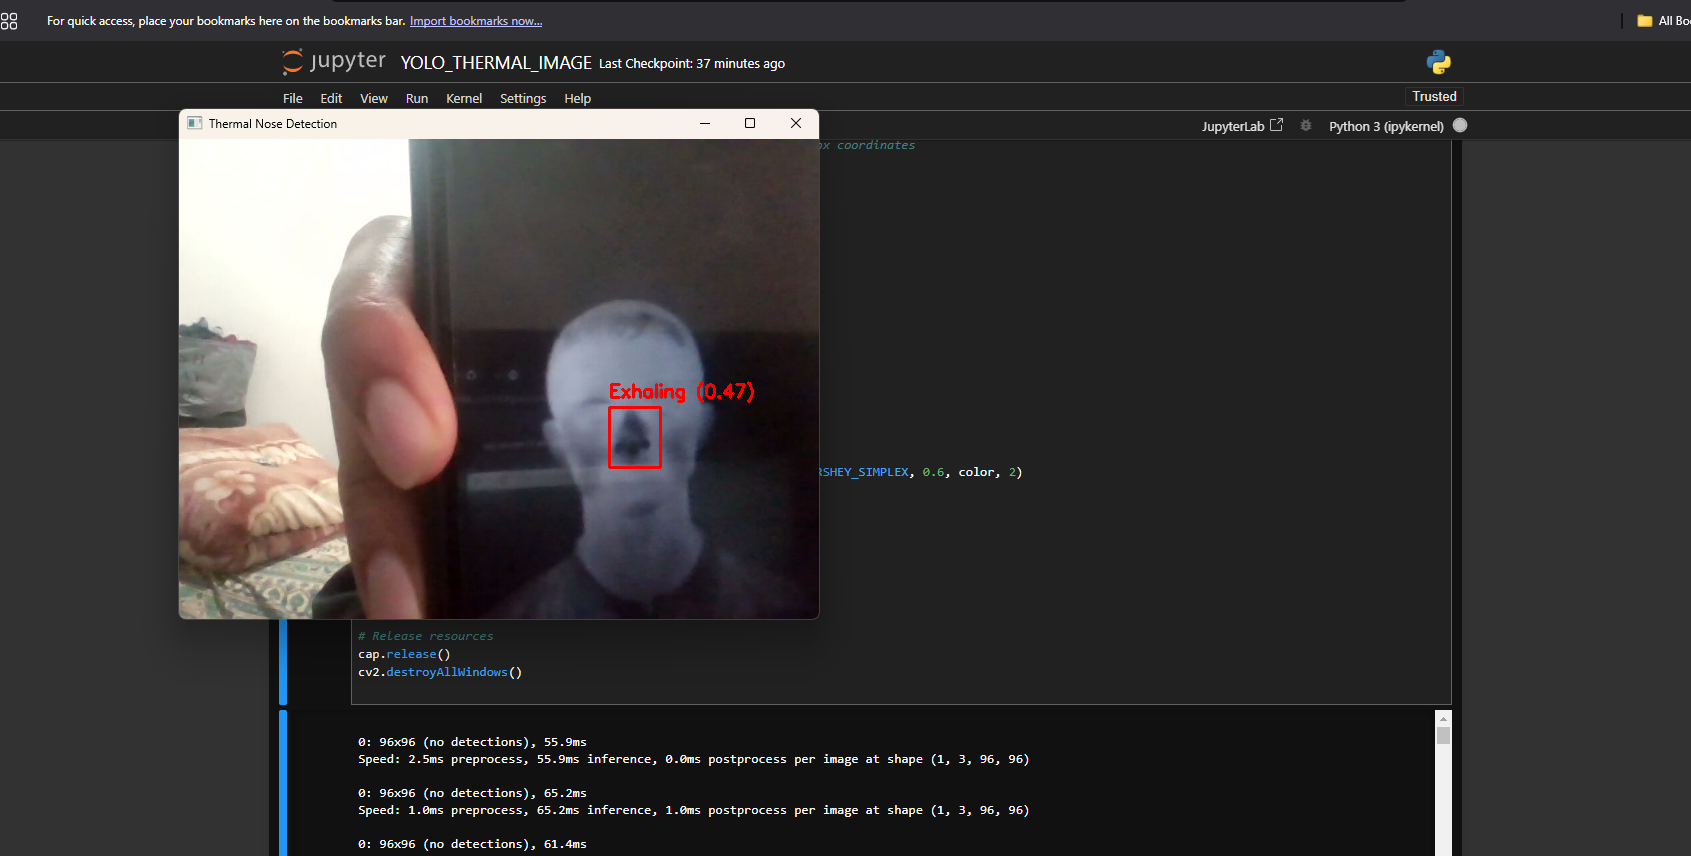 For quick access, place your bookmarks here on the bookmarks bar. Import bookmarks now...
All Bo
jupyter YOLO_THERMAL_IMAGE Last Checkpoint: 37 minutes ago
File Edit View Run Kernel Settings Help
Trusted
Thermal Nose Detection
JupyterLab Python 3 (ipykernel)
ox coordinates
Exhaling (0.47)
RSHEY_SIMPLEX, 0.6, color, 2)
# Release resources
cap.release()
cv2.destroyAllWindows()
0: 96x96 (no detections), 55.9ms
Speed: 2.5ms preprocess, 55.9ms inference, 0.0ms postprocess per image at shape (1, 3, 96, 96)
0: 96x96 (no detections), 65.2ms
Speed: 1.0ms preprocess, 65.2ms inference, 1.0ms postprocess per image at shape (1, 3, 96, 96)
0: 96x96 (no detections), 61.4ms